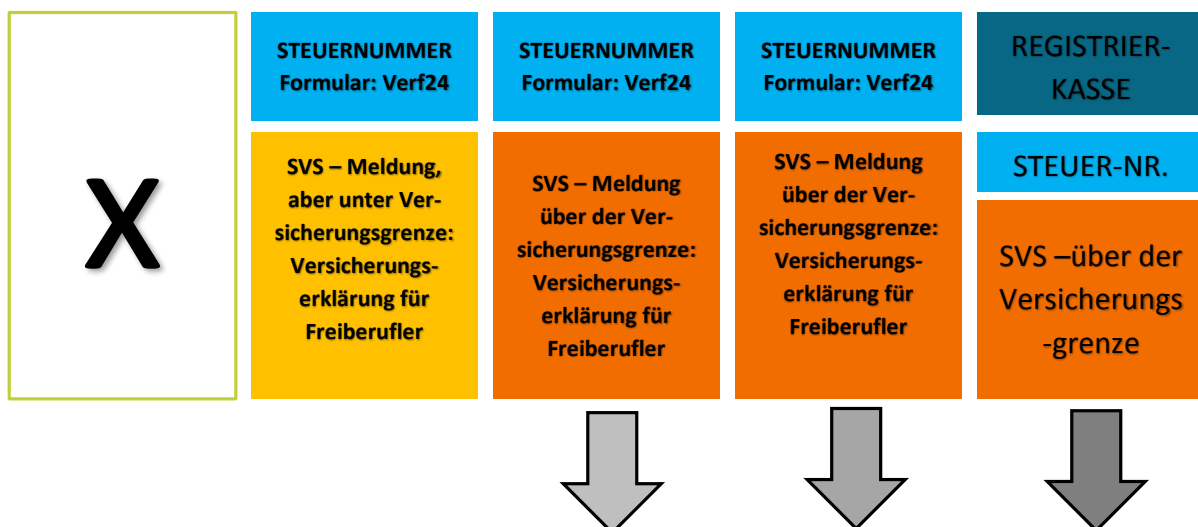 X
STEUERNUMMER
Formular: Verf24
SVS – Meldung,
aber unter Ver-
sicherungsgrenze:
Versicherungs-
erklärung für
Freiberufler
STEUERNUMMER
Formular: Verf24
SVS – Meldung
über der Ver-
sicherungsgrenze:
Versicherungs-
erklärung für
Freiberufler
STEUERNUMMER
Formular: Verf24
SVS – Meldung
über der Ver-
sicherungsgrenze:
Versicherungs-
erklärung für
Freiberufler
REGISTRIER-
KASSE
STEUER-NR.
SVS –über der
Versicherungs
-grenze